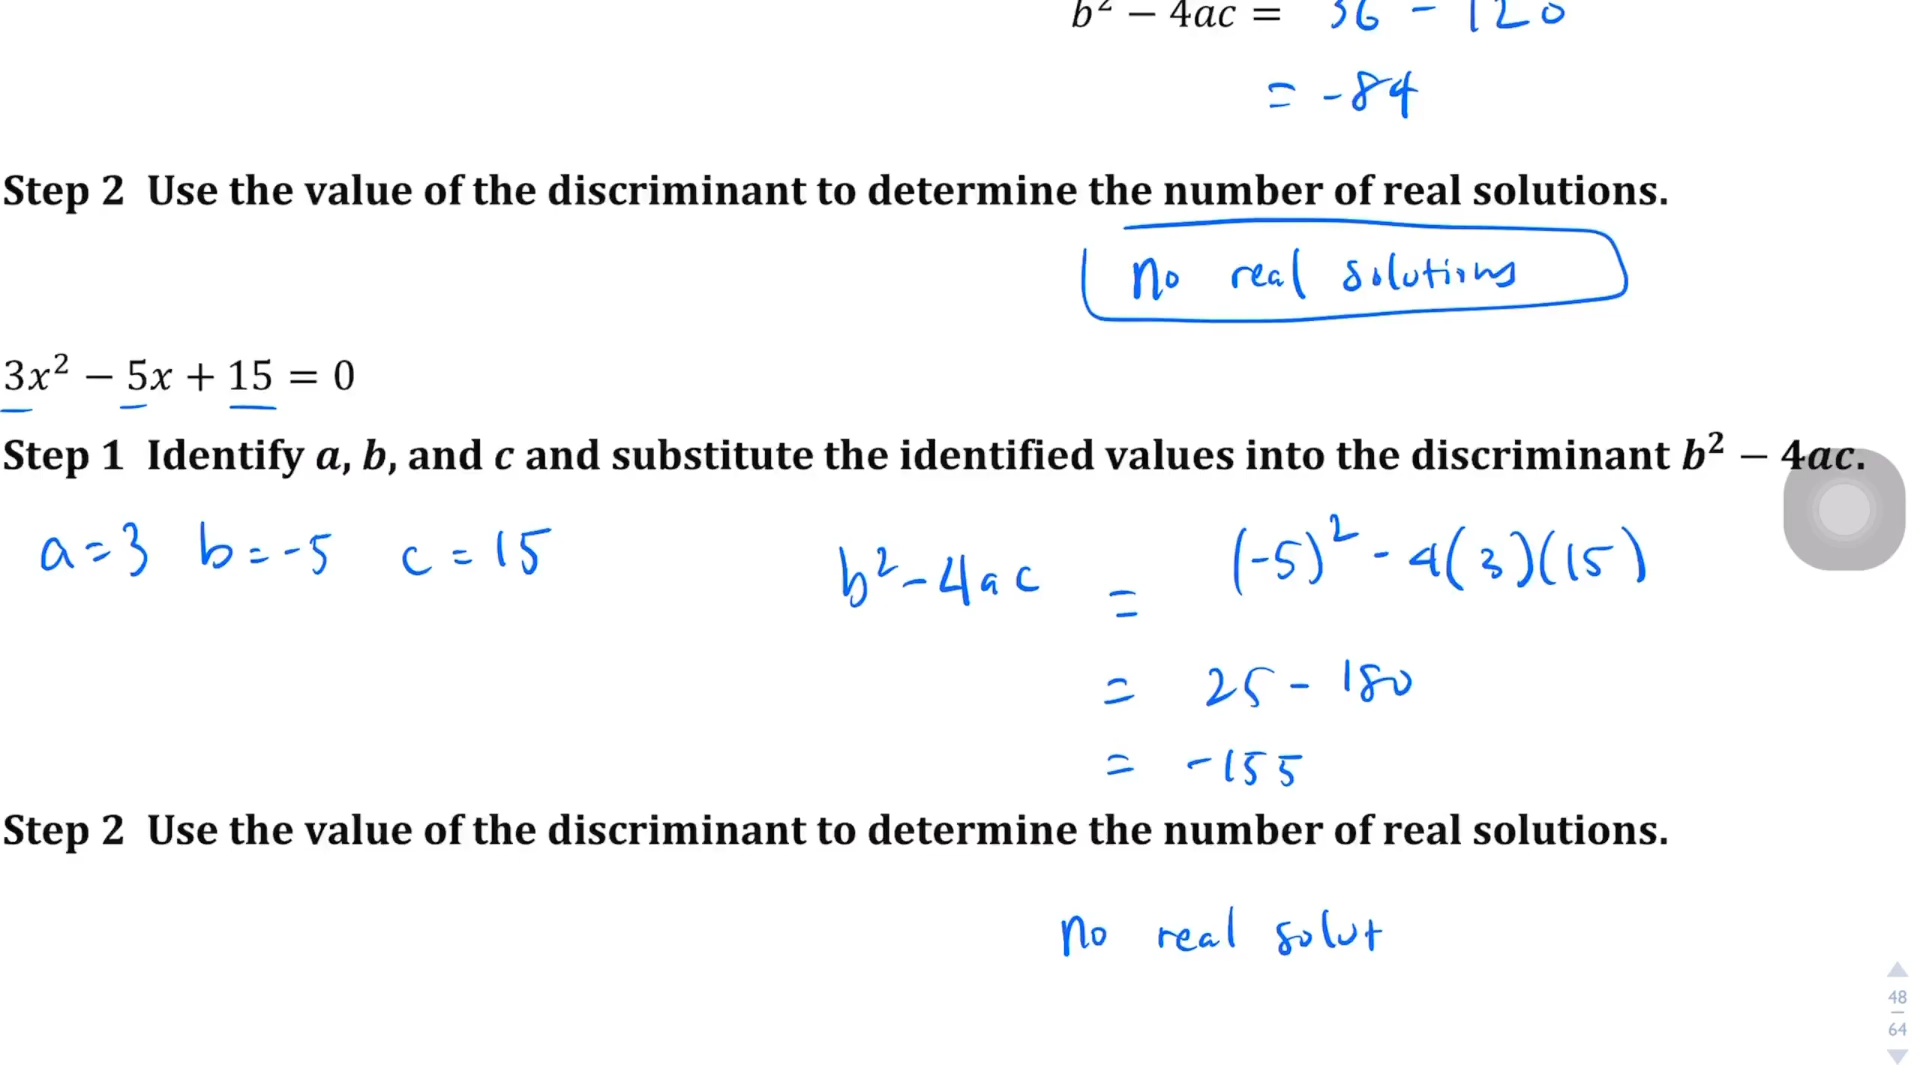 b² − 4ac = 36 - 120
= -84
Step 2 Use the value of the discriminant to determine the number of real solutions.
No real solutions
3x² − 5x + 15 = 0
Step 1 Identify a, b, and c and substitute the identified values into the discriminant b² − 4ac.
a=3 b=-5 c=15
b²-4ac = (-5)² - 4(3)(15)
= 25 - 180
= -155
Step 2 Use the value of the discriminant to determine the number of real solutions.
No real solut
48
64